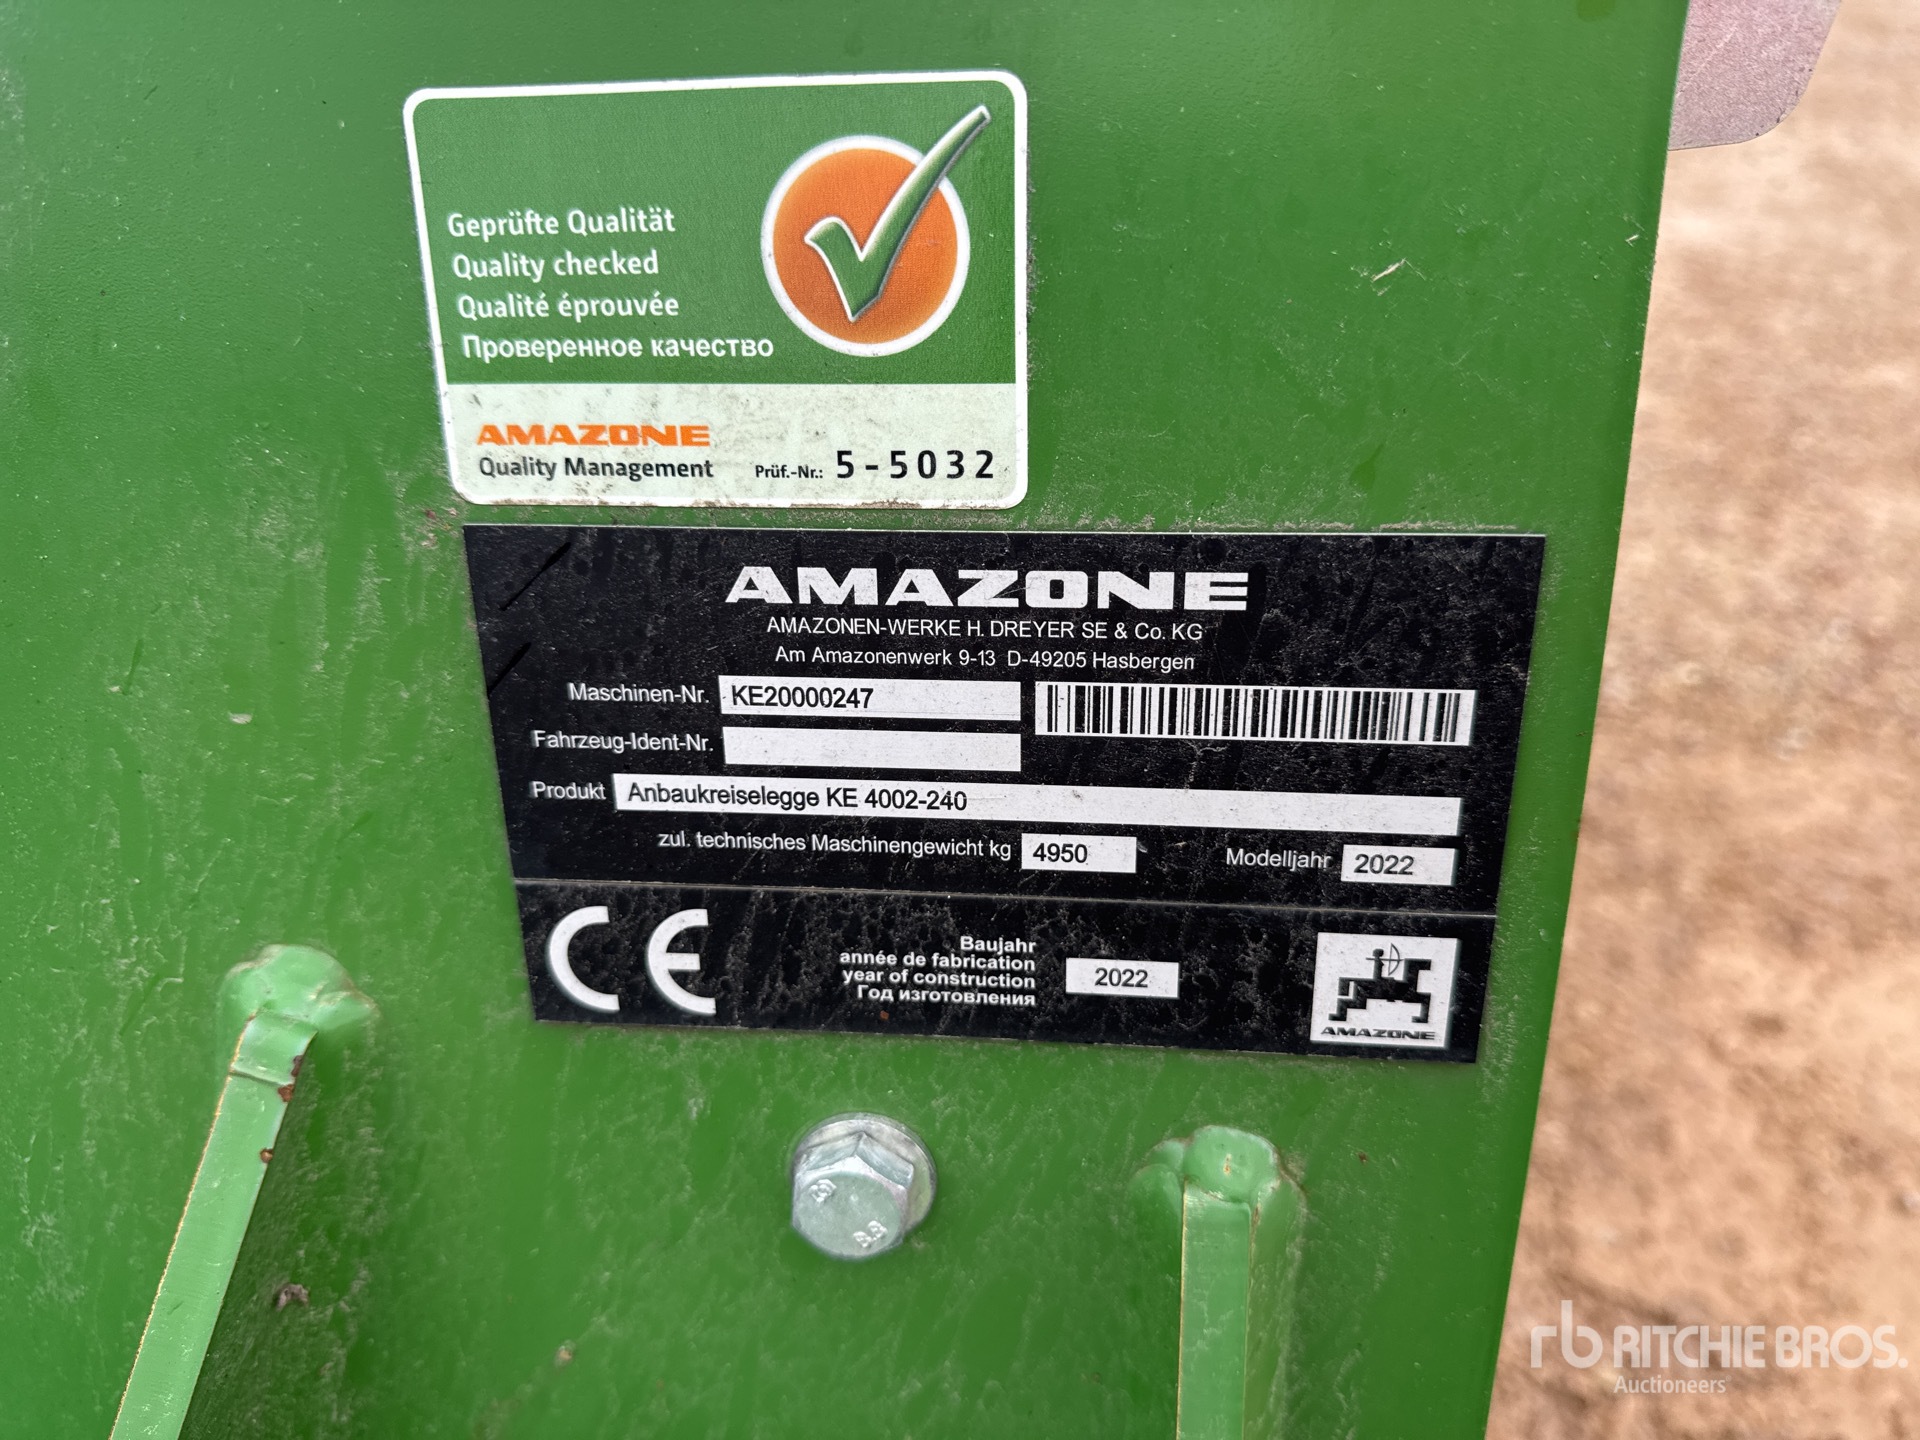 Geprüfte Qualität
Quality checked
Qualité éprouvée
Проверенное качество
AMAZONE
Quality Management Prüf.-Nr.: 5-5032
AMAZONE
AMAZONEN-WERKE H. DREYER SE & Co. KG
Am Amazonenwerk 9-13 D-49205 Hasbergen
Maschinen-Nr. KE20000247
Fahrzeug-Ident-Nr.
Produkt Anbaukreiselegge KE 4002-240
zul. technisches Maschinengewicht kg 4950 Modelljahr 2022
CE
Baujahr
année de fabrication
year of construction
Год изготовления
2022
AMAZONE
8.8
rb RITCHIE BROS.
Auctioneers